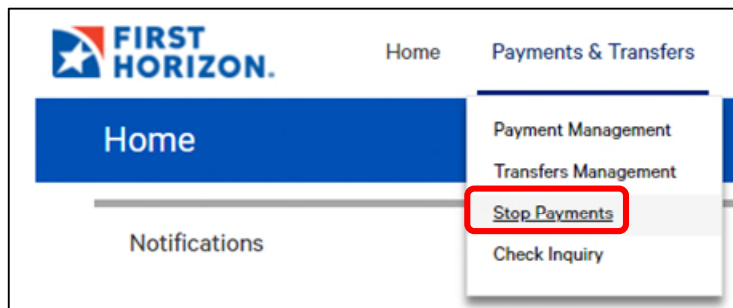 FIRST
HORIZON.
Home
Payments & Transfers
Home
Payment Management
Transfers Management
Stop Payments
Check Inquiry
Notifications